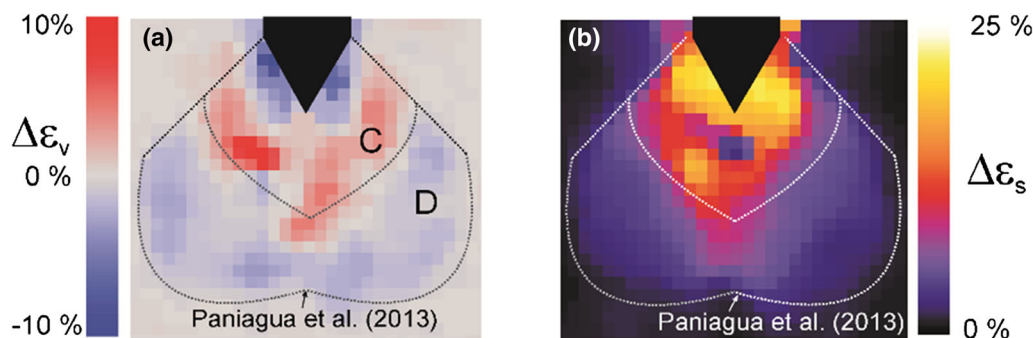 10%
Δεv
0 %
-10 %
(a)
C
D
Paniagua et al. (2013)
(b)
Paniagua et al. (2013)
25 %
Δεs
0 %